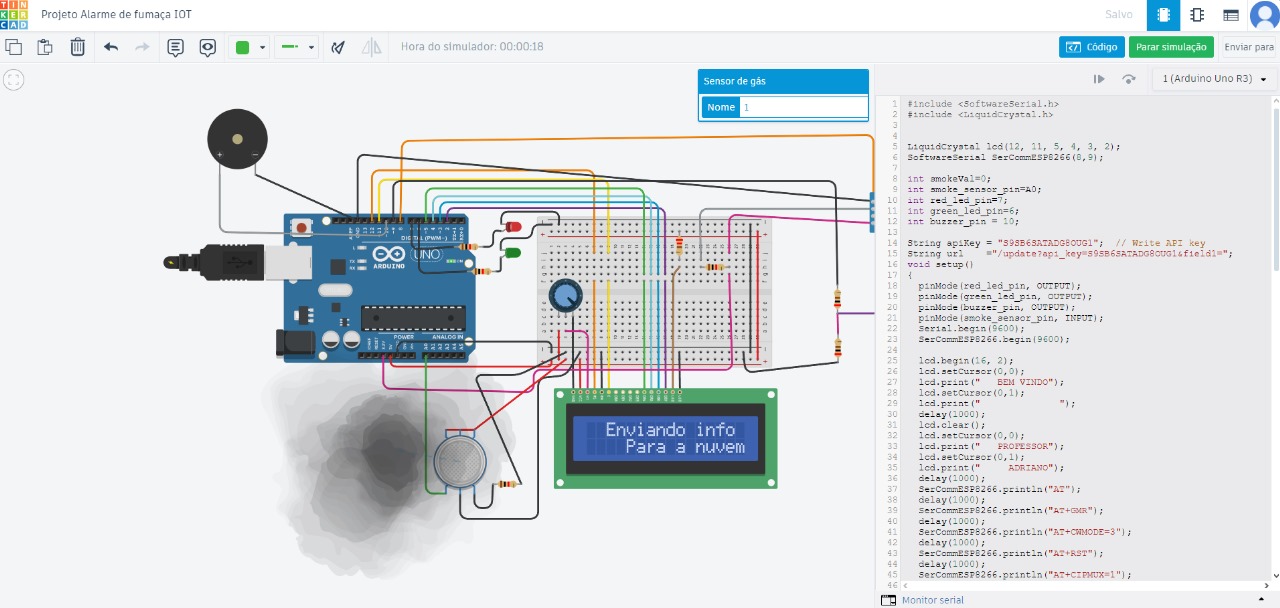 TIN
KER
CAD
Projeto Alarme de fumaça IOT
Salvo
Hora do simulador: 00:00:18
Código
Parar simulação
Enviar para
Sensor de gás
Nome 1
1 (Arduino Uno R3)
DIGITAL (PWM~)
ARDUINO
UNO
POWER
ANALOG IN
Enviando info
Para a nuvem
1 #include <SoftwareSerial.h>
2 #include <LiquidCrystal.h>
3
4
5 LiquidCrystal lcd(12, 11, 5, 4, 3, 2);
6 SoftwareSerial SerCommESP8266(8,9);
7
8 int smokeVal=0;
9 int smoke_sensor_pin=A0;
10 int red_led_pin=7;
11 int green_led_pin=6;
12 int buzzer_pin = 10;
13
14 String apiKey = "S9SB6SATADG8OUG1";  // Write API key
15 String url    ="/update?api_key=S9SB6SATADG8OUG1&field1=";
16 void setup()
17 {
18 pinMode(red_led_pin, OUTPUT);
19 pinMode(green_led_pin, OUTPUT);
20 pinMode(buzzer_pin, OUTPUT);
21 pinMode(smoke_sensor_pin, INPUT);
22 Serial.begin(9600);
23 SerCommESP8266.begin(9600);
24
25 lcd.begin(16, 2);
26 lcd.setCursor(0,0);
27 lcd.print("   BEM VINDO");
28 lcd.setCursor(0,1);
29 lcd.print("              ");
30 delay(1000);
31 lcd.clear();
32 lcd.setCursor(0,0);
33 lcd.print("   PROFESSOR");
34 lcd.setCursor(0,1);
35 lcd.print("     ADRIANO");
36 delay(1000);
37 SerCommESP8266.println("AT");
38 delay(1000);
39 SerCommESP8266.println("AT+GMR");
40 delay(1000);
41 SerCommESP8266.println("AT+CWMODE=3");
42 delay(1000);
43 SerCommESP8266.println("AT+RST");
44 delay(1000);
45 SerCommESP8266.println("AT+CIPMUX=1");
46
Monitor serial